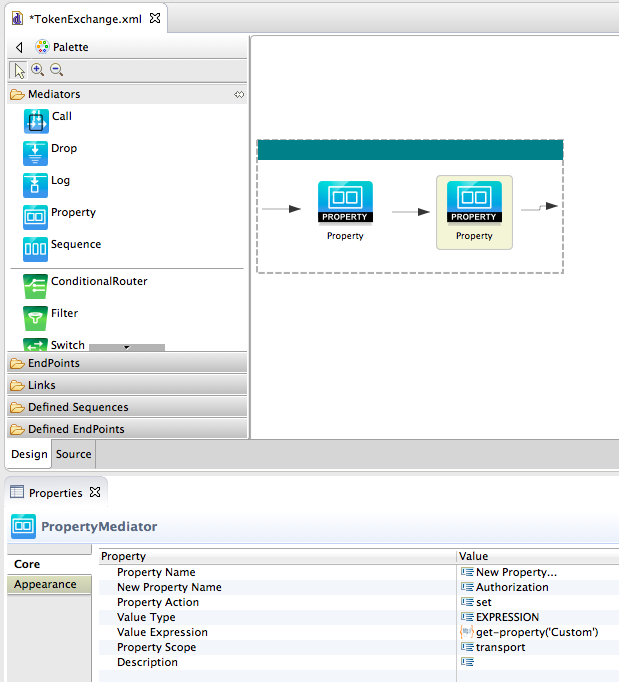 *TokenExchange.xml
Palette
Mediators
Call
Drop
Log
Property
Sequence
ConditionalRouter
Filter
Switch
EndPoints
Links
Defined Sequences
Defined EndPoints
PROPERTY
Property
PROPERTY
Property
Design Source
Properties
PropertyMediator
Core
Appearance
Property Value
Property Name New Property...
New Property Name Authorization
Property Action set
Value Type EXPRESSION
Value Expression get-property('Custom')
Property Scope transport
Description